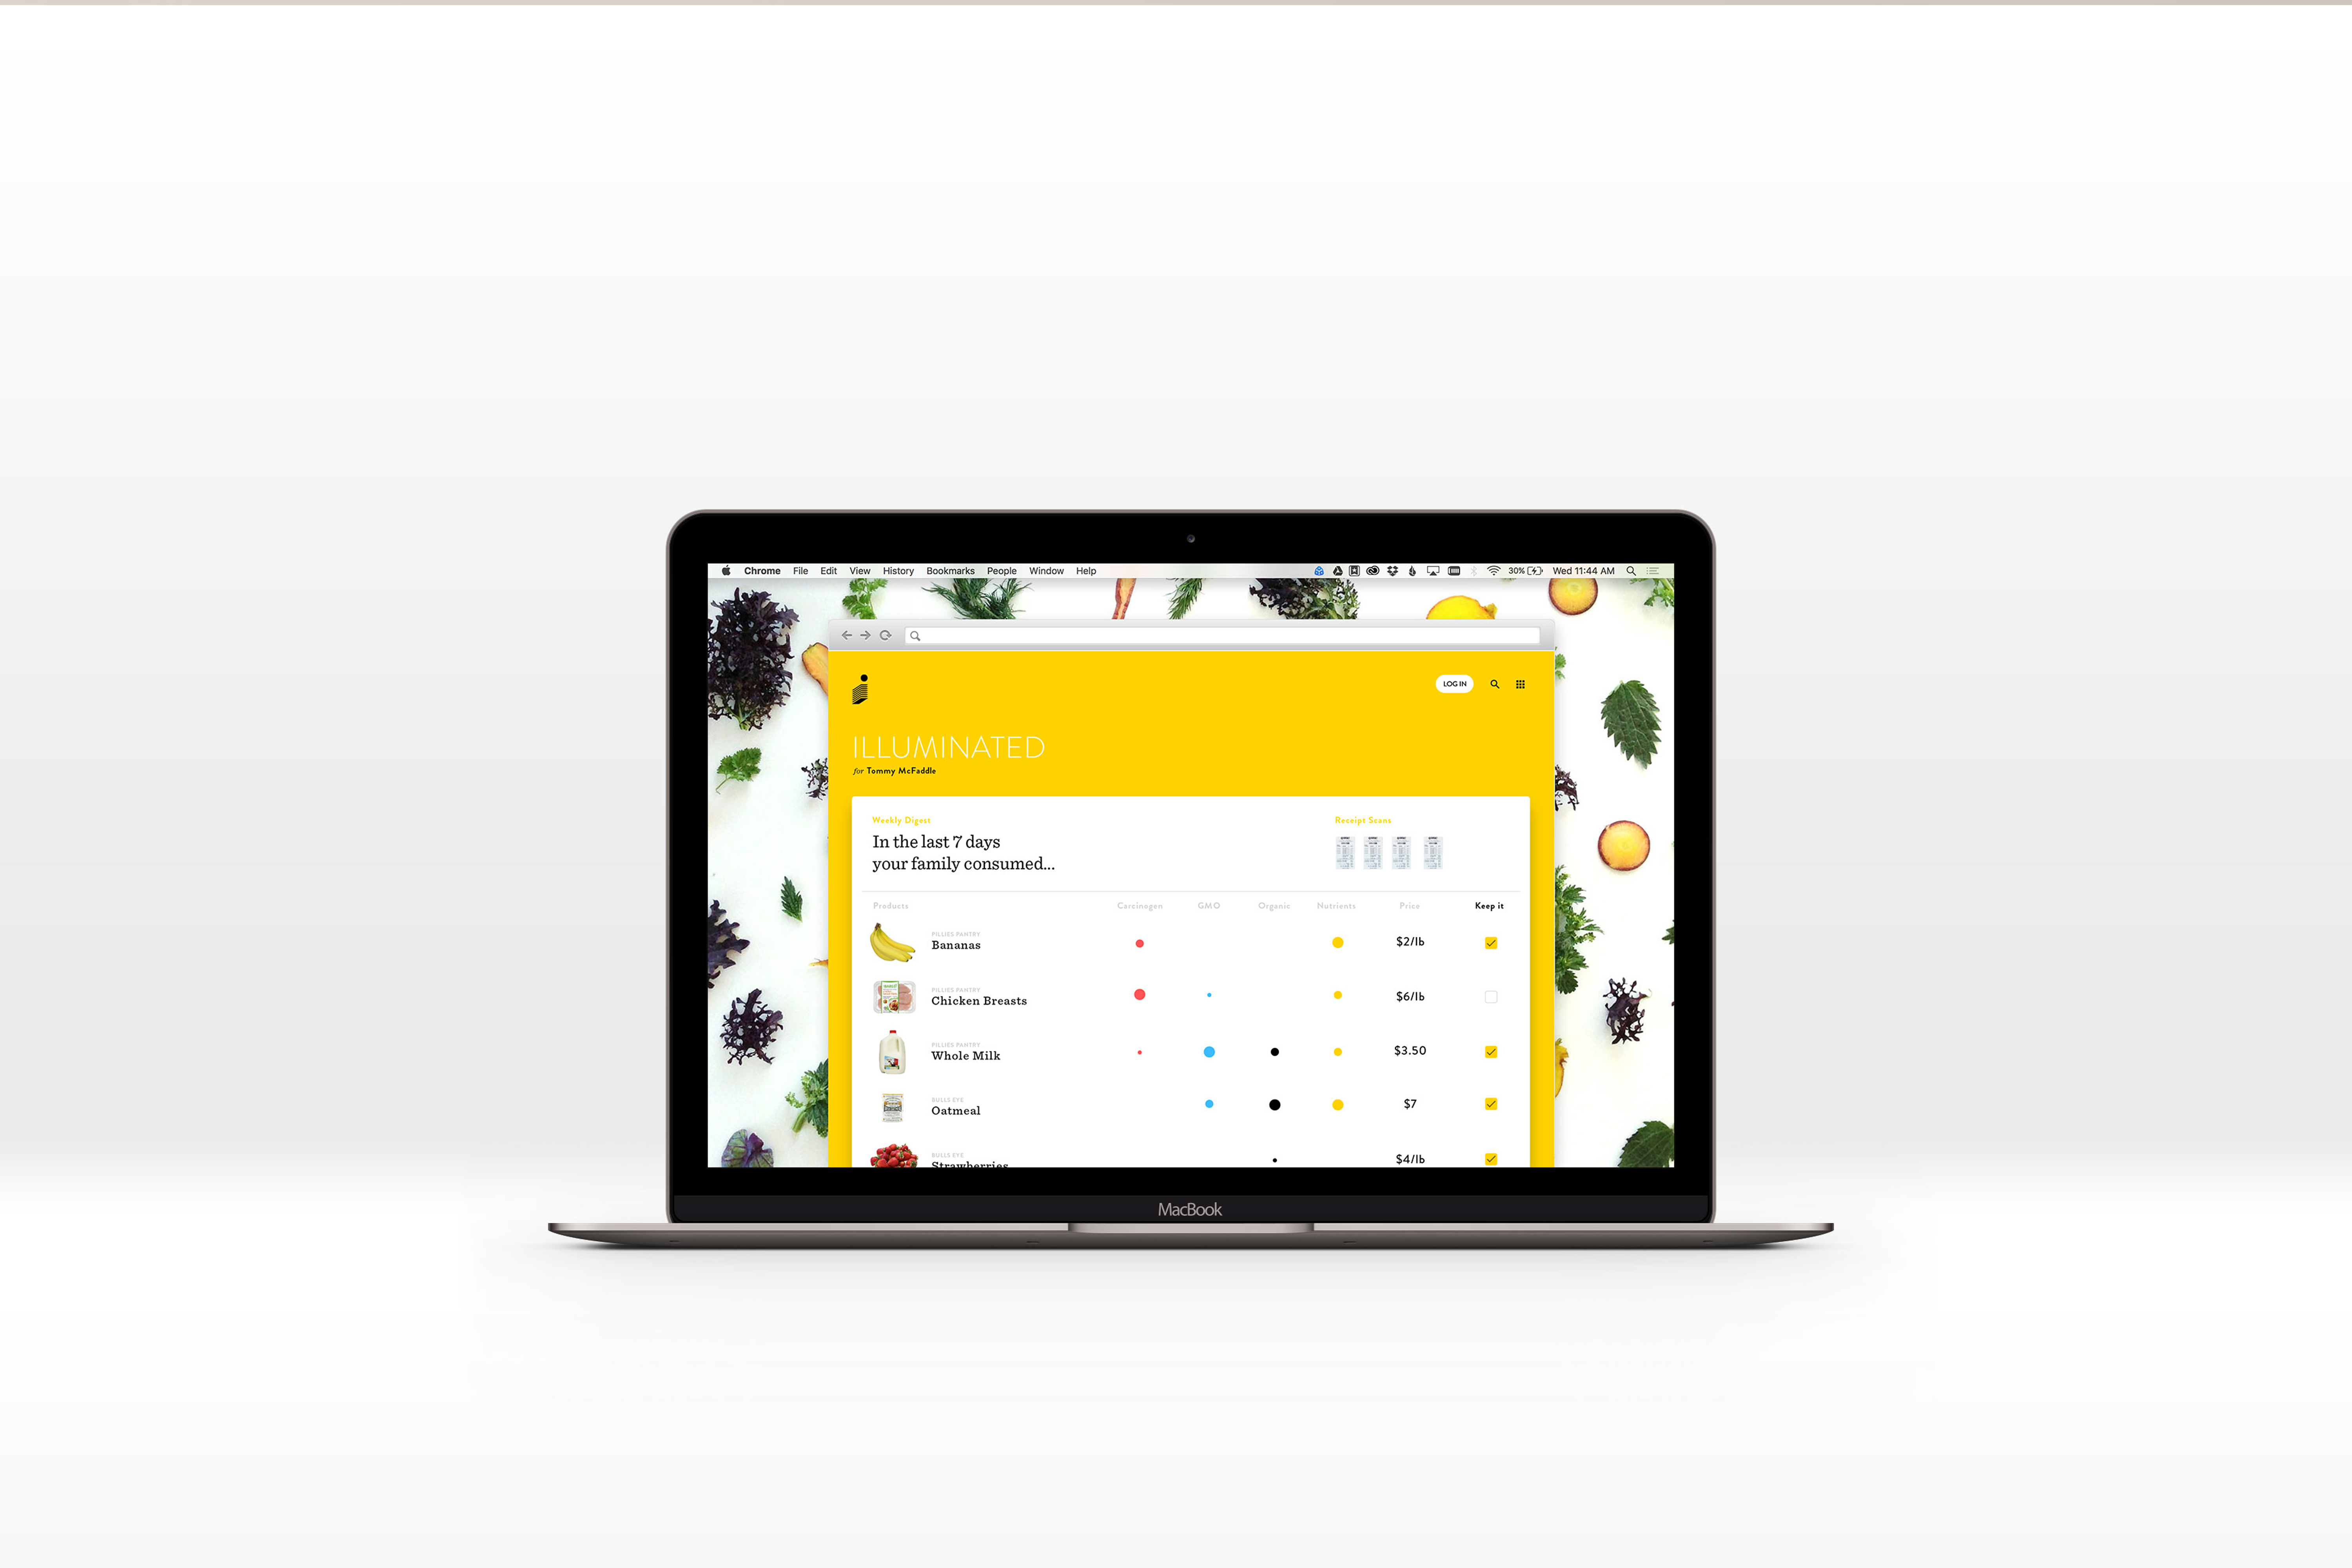 Chrome File Edit View History Bookmarks People Window Help 30% Wed 11:44 AM
LOG IN
ILLUMINATED
for Tommy McFaddle
Weekly Digest
Receipt Scans
In the last 7 days
your family consumed...
Products Carcinogen GMO Organic Nutrients Price Keep it
PILLIES PANTRY
Bananas $2/lb
PILLIES PANTRY
Chicken Breasts $6/lb
PILLIES PANTRY
Whole Milk $3.50
BULLS EYE
Oatmeal $7
BULLS EYE
Strawberries $4/lb
MacBook